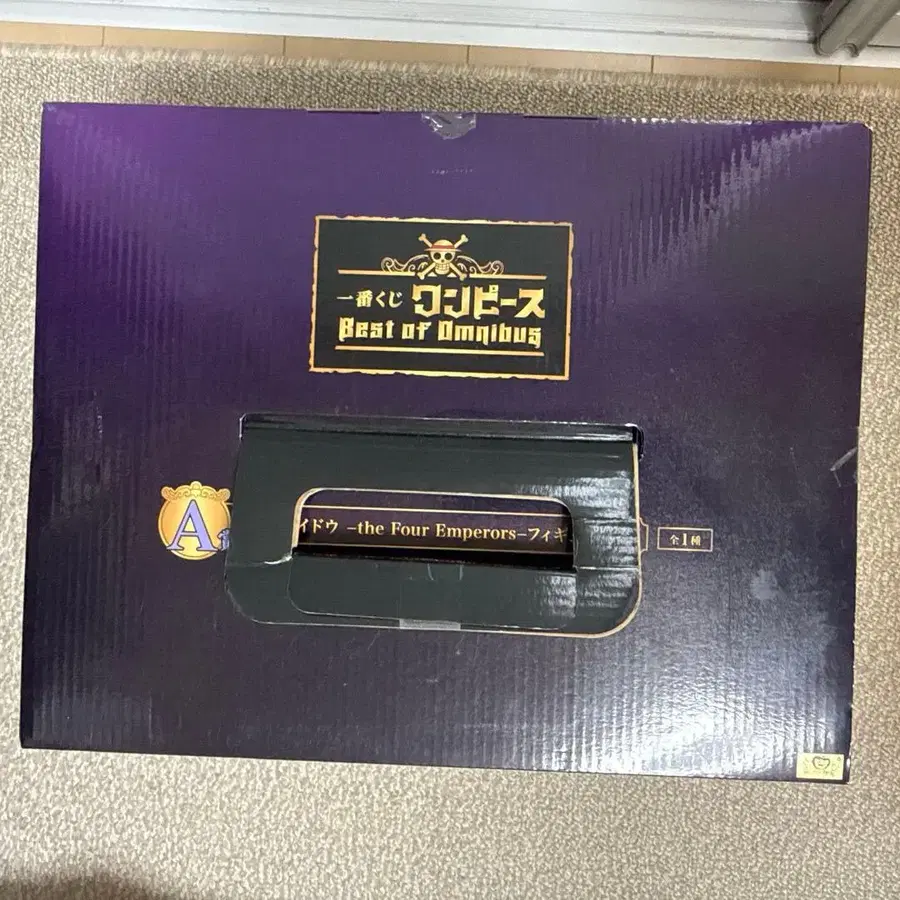 一番くじ ワンピース
Best of Omnibus
A
イドウ –the Four Emperors–フィギ
全1種